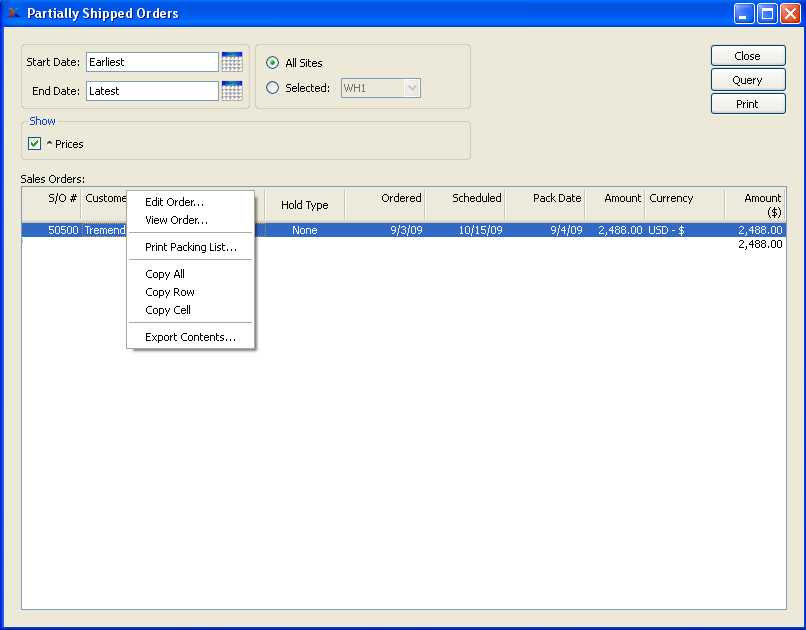 Partially Shipped Orders
Start Date: Earliest
End Date: Latest
All Sites
Selected: WH1
Close
Query
Print
Show
^ Prices
Sales Orders:
S/O # Custome Hold Type Ordered Scheduled Pack Date Amount Currency Amount
($)
50500 Tremend None 9/3/09 10/15/09 9/4/09 2,488.00 USD - $ 2,488.00
2,488.00
Edit Order...
View Order...
Print Packing List...
Copy All
Copy Row
Copy Cell
Export Contents...